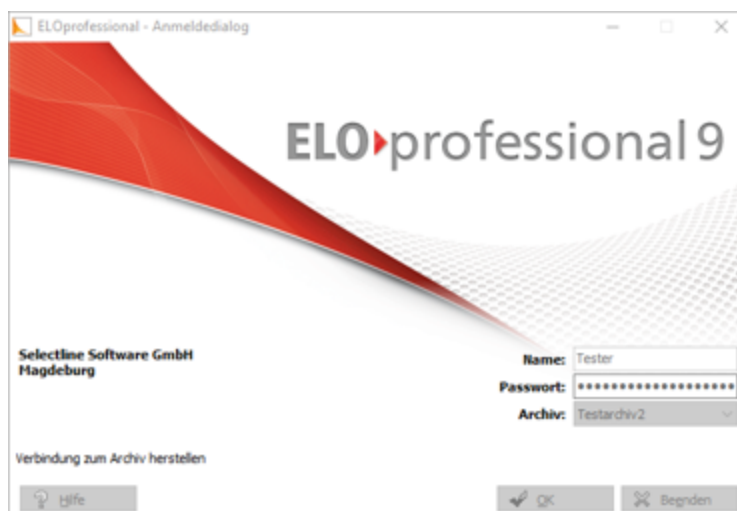 ELOprofessional - Anmeldedialog
ELO professional 9
Selectline Software GmbH
Magdeburg
Name: Tester
Passwort: ●●●●●●●●●●●●●●●●●●●
Archiv: Testarchiv2
Verbindung zum Archiv herstellen
Hilfe
OK
Beenden